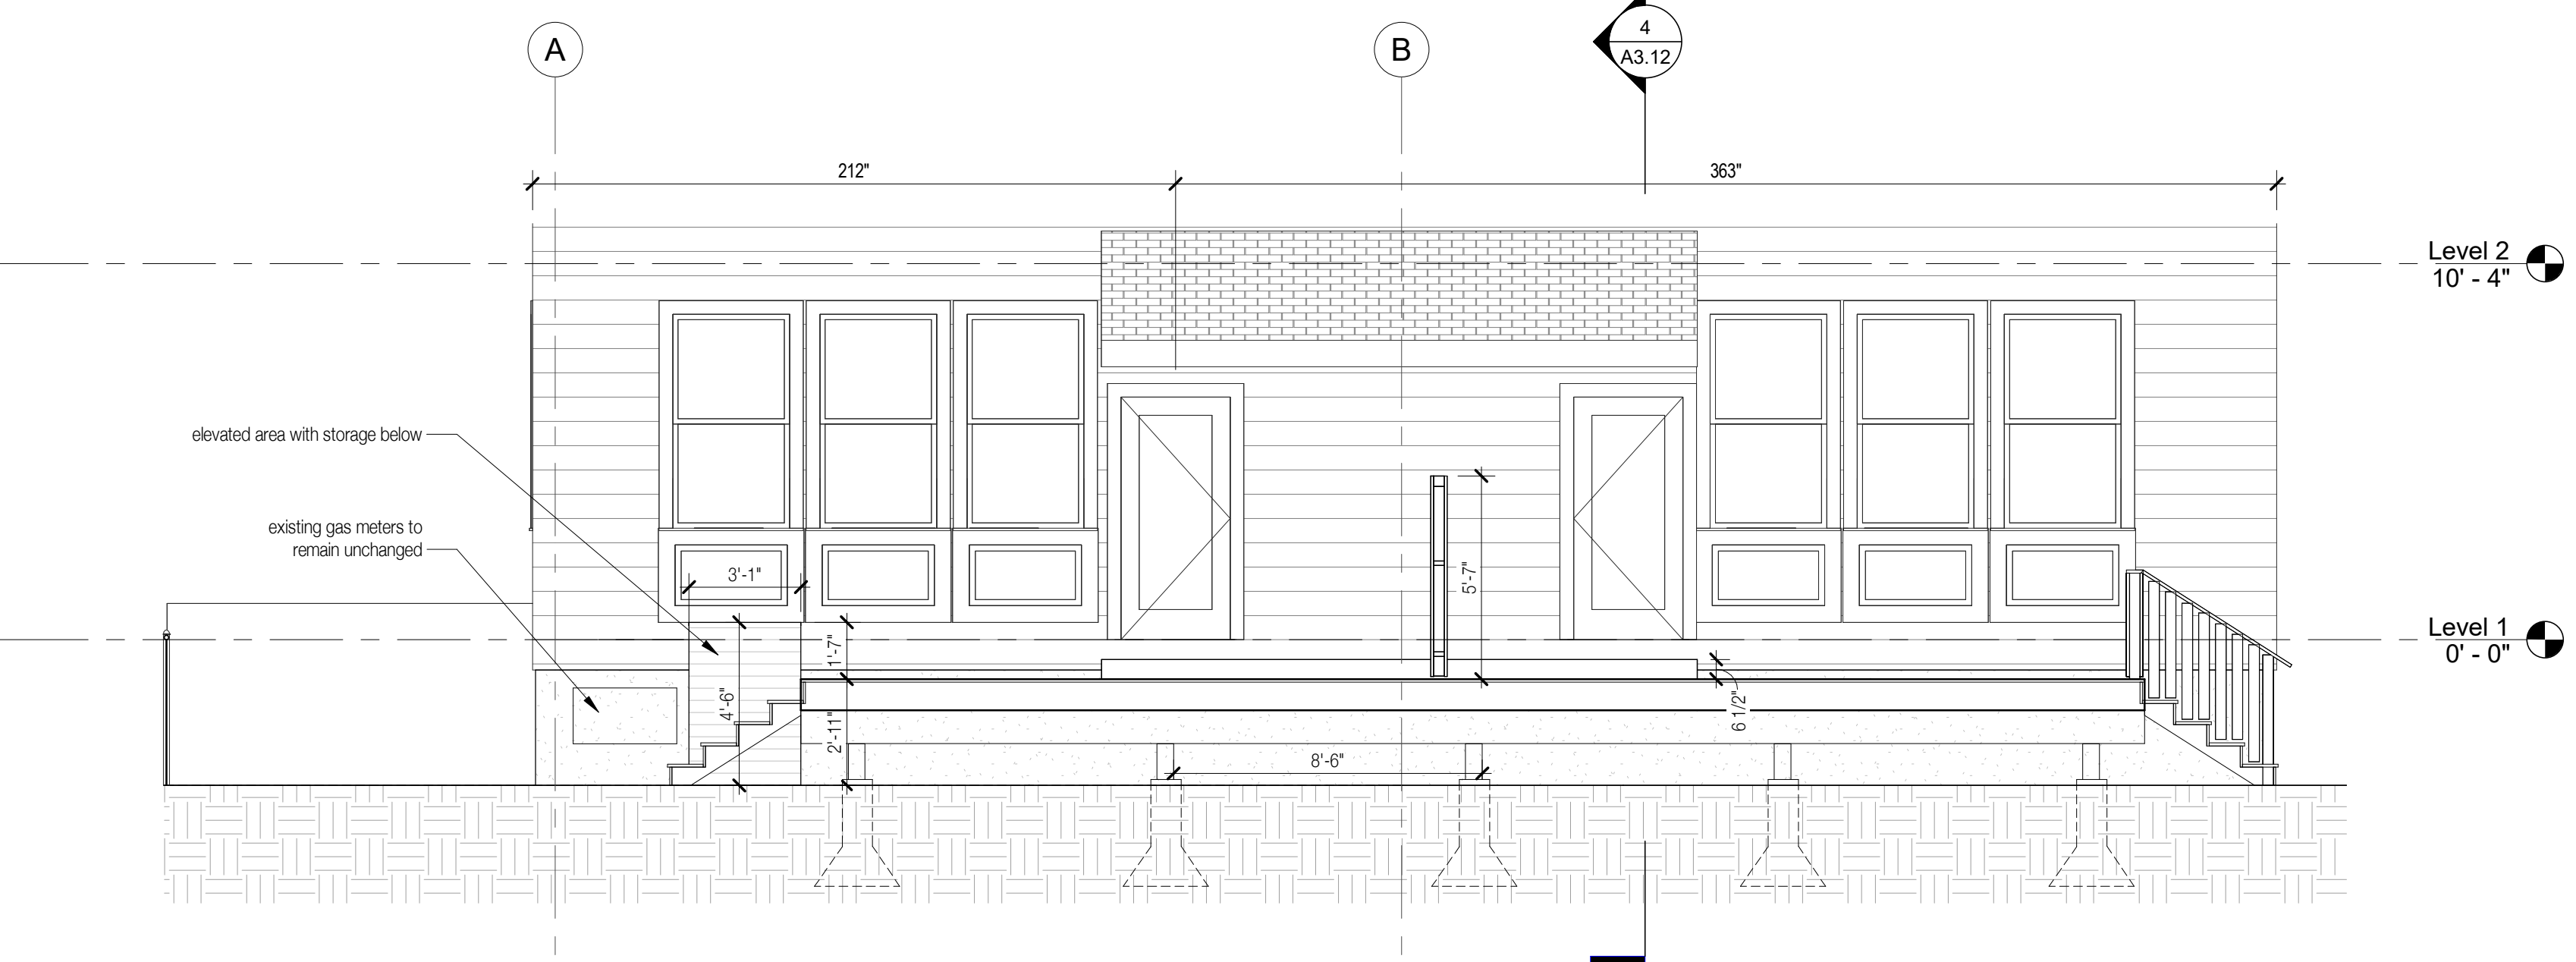 A
B
4
A3.12
212"
363"
Level 2
10' - 4"
elevated area with storage below
existing gas meters to
remain unchanged
3'-1"
5'-7"
1'-7"
Level 1
0' - 0"
4'-6"
2'-11"
6 1/2"
8'-6"